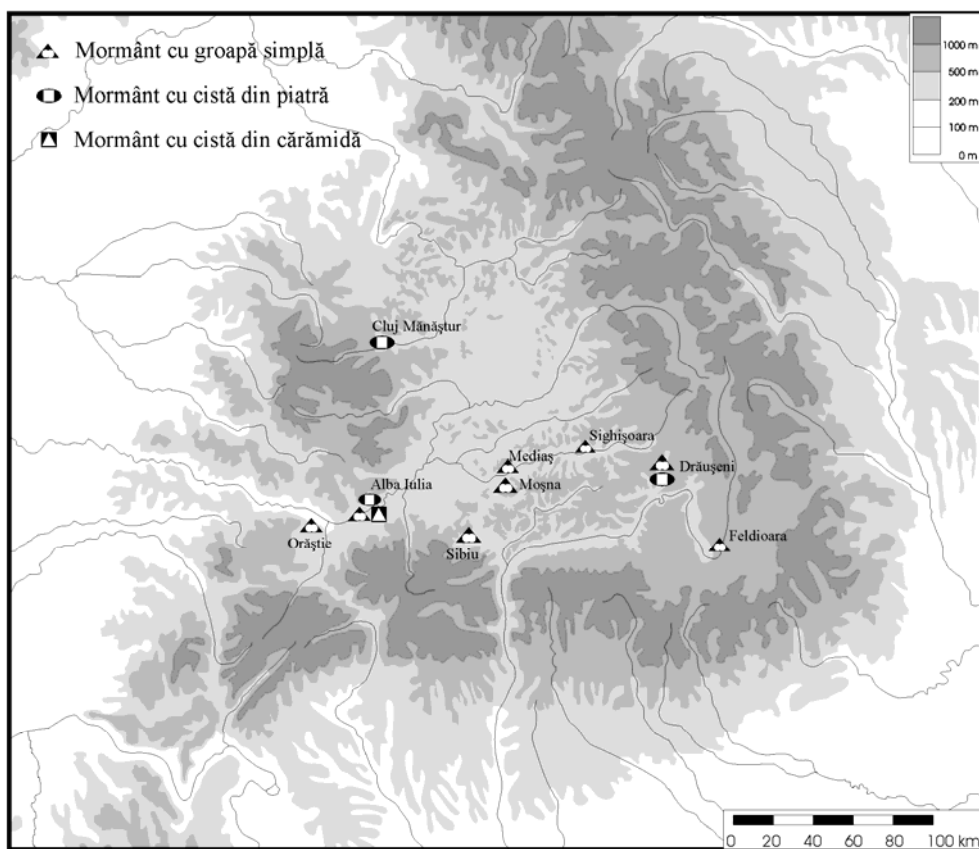 Mormânt cu groapă simplă
Mormânt cu cistă din piatră
Mormânt cu cistă din cărămidă
1000 m
500 m
200 m
100 m
0 m
Cluj Mănăştur
Sighişoara
Mediaş
Drăuşeni
Moşna
Alba Iulia
Orăştie
Sibiu
Feldioara
0 20 40 60 80 100 km